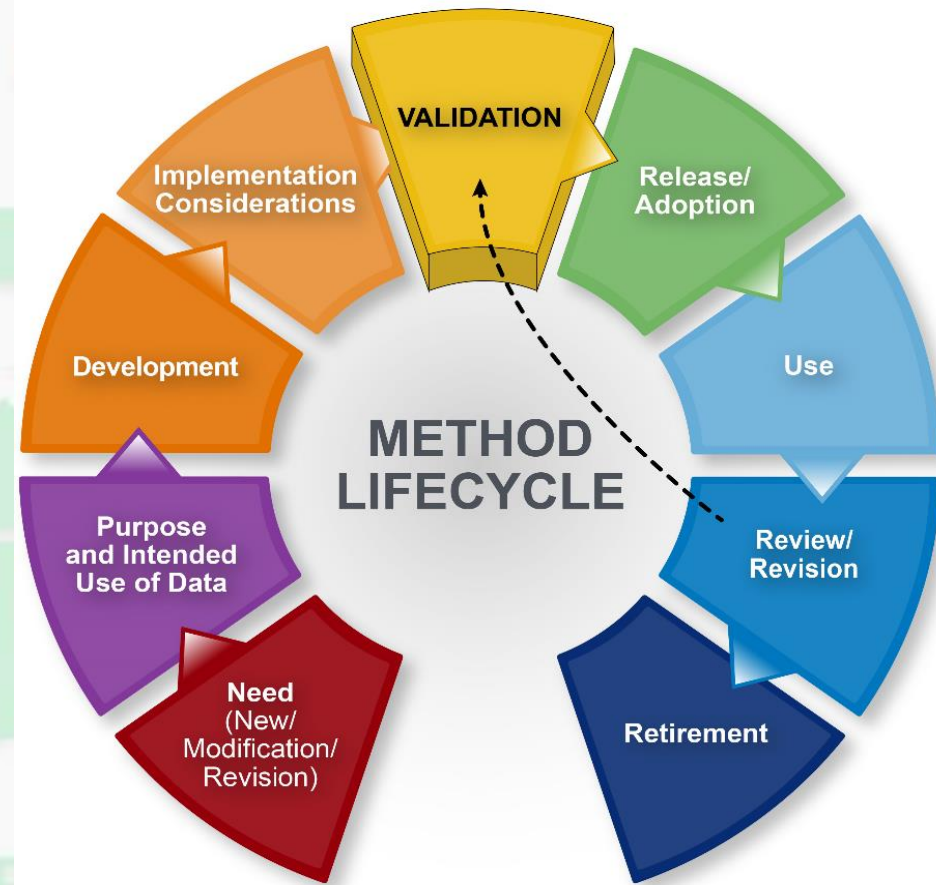 VALIDATION
Implementation
Considerations
Release/
Adoption
Development
Use
METHOD
LIFECYCLE
Purpose
and Intended
Use of Data
Review/
Revision
Need
(New/
Modification/
Revision)
Retirement